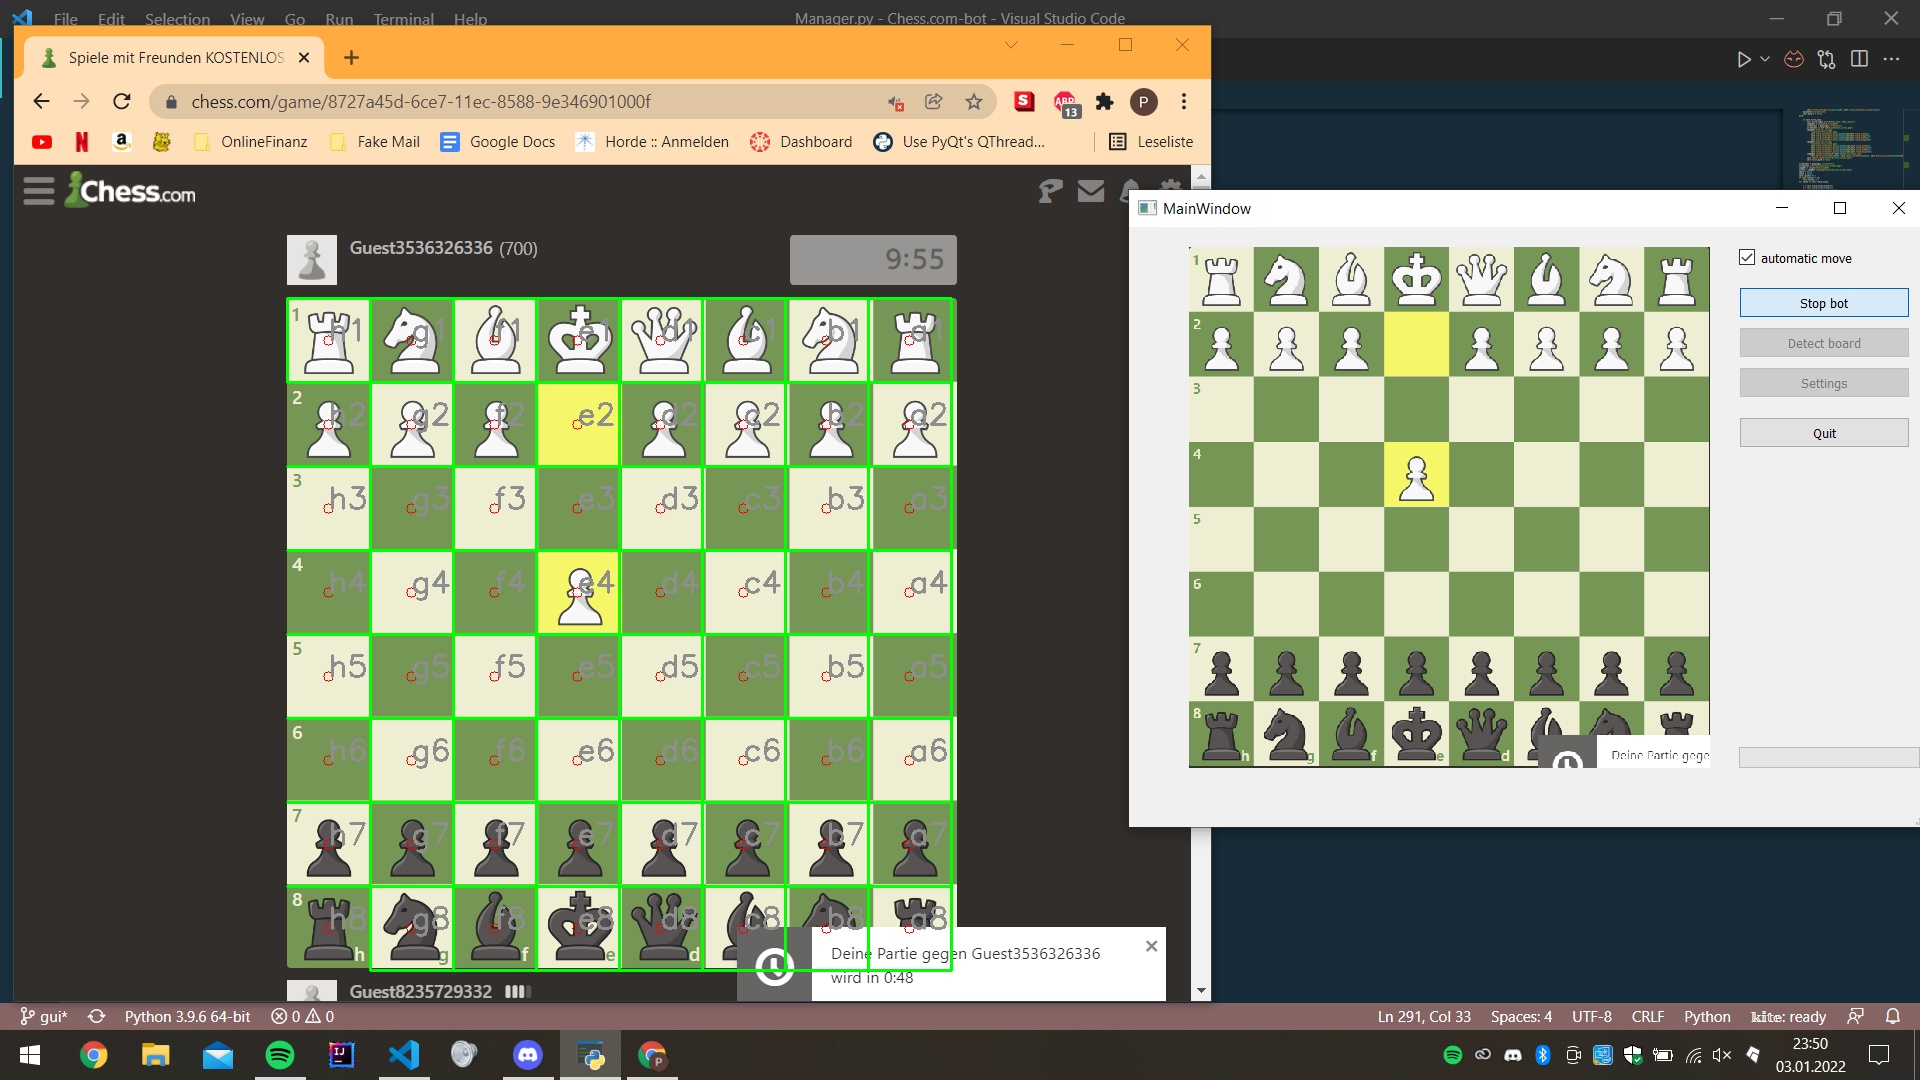 File Edit Selection View Go Run Terminal Help
Manager.py - Chess.com-bot - Visual Studio Code
Spiele mit Freunden KOSTENLOS
chess.com/game/8727a45d-6ce7-11ec-8588-9e346901000f
ABP
13
P
OnlineFinanz
Fake Mail
Google Docs
Horde :: Anmelden
Dashboard
Use PyQt's QThread...
Leseliste
Chess.com
Guest3536326336 (700)
9:55
1 h1 g1 f1 e1 d1 c1 b1 a1
2 h2 g2 f2 e2 d2 c2 b2 a2
3 h3 g3 f3 e3 d3 c3 b3 a3
4 h4 g4 f4 e4 d4 c4 b4 a4
5 h5 g5 f5 e5 d5 c5 b5 a5
6 h6 g6 f6 e6 d6 c6 b6 a6
7 h7 g7 f7 e7 d7 c7 b7 a7
8 h8 g8 f8 e8 d8 c8 b8 a8
h g f e d
Deine Partie gegen Guest3536326336
wird in 0:48
Guest8235729332
MainWindow
1
2
3
4
5
6
7
8
h g f e d
Deine Partie gege
automatic move
Stop bot
Detect board
Settings
Quit
gui* Python 3.9.6 64-bit 0 0
Ln 291, Col 33 Spaces: 4 UTF-8 CRLF Python kite: ready
23:50
03.01.2022